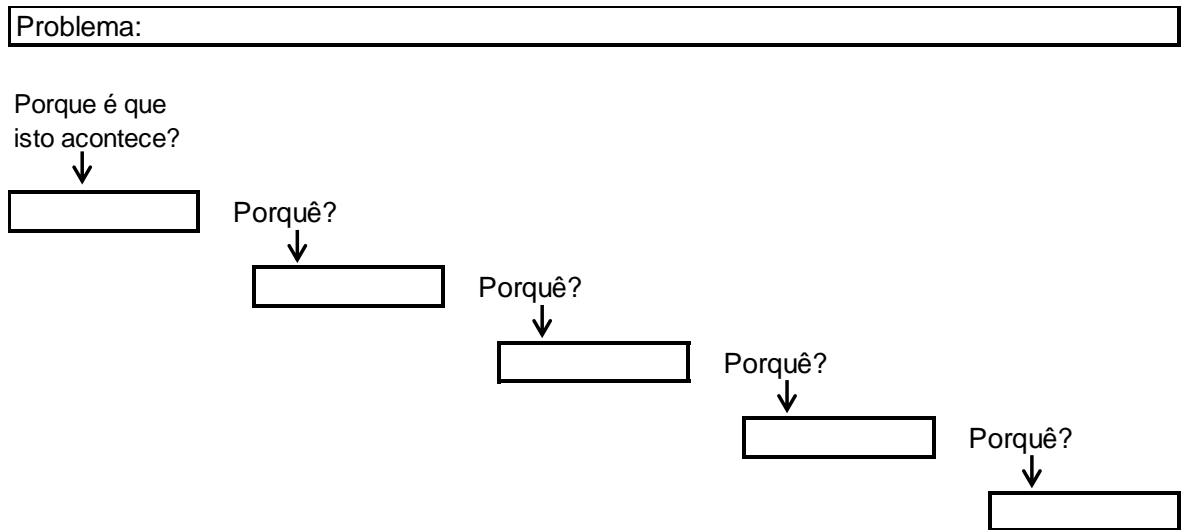 Problema:
Porque é que
isto acontece?
Porquê?
Porquê?
Porquê?
Porquê?